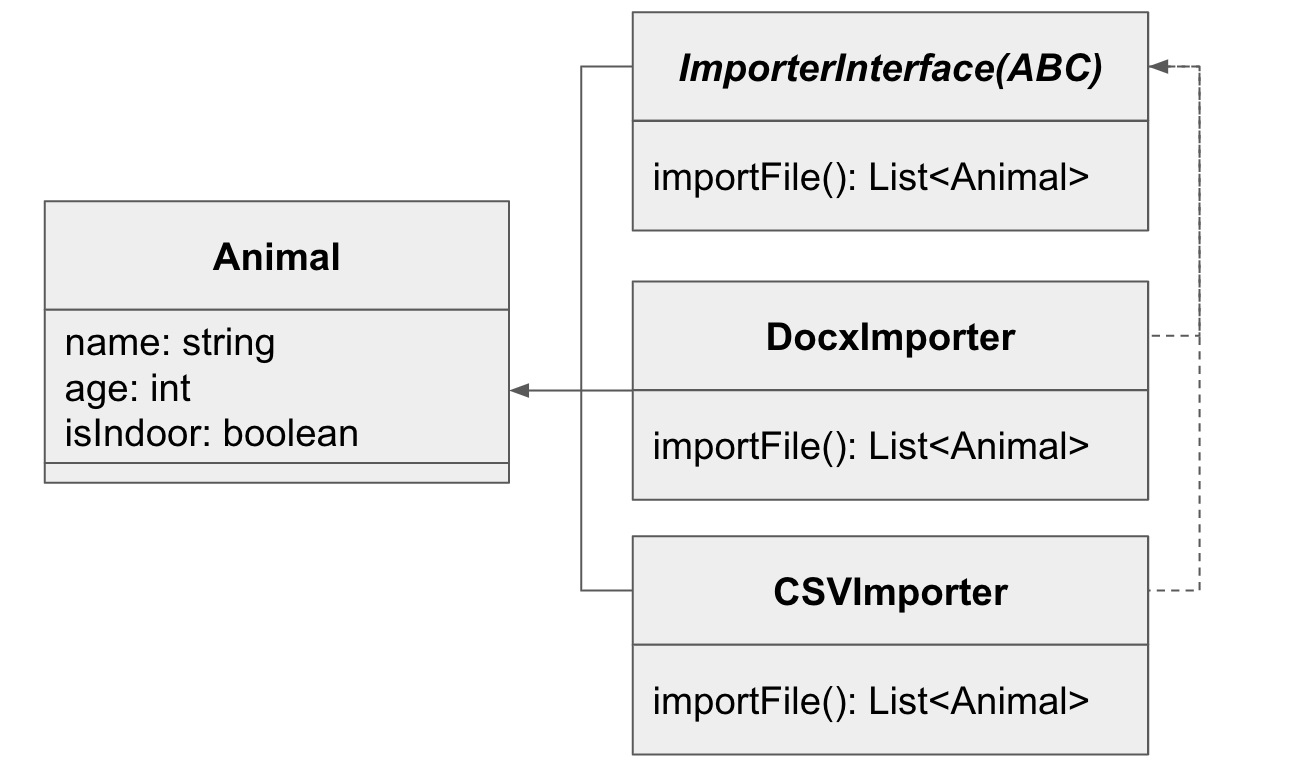 Animal
name: string
age: int
isIndoor: boolean
ImporterInterface(ABC)
importFile(): List<Animal>
DocxImporter
importFile(): List<Animal>
CSVImporter
importFile(): List<Animal>